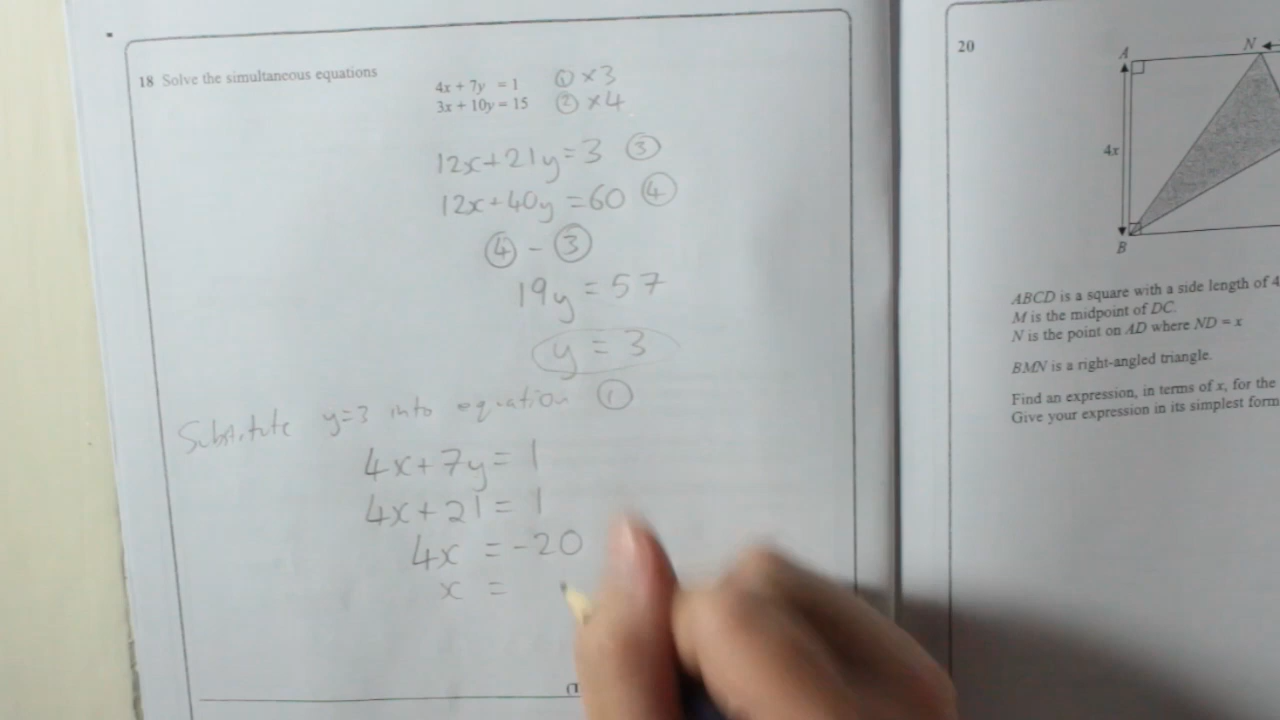 18 Solve the simultaneous equations
4x + 7y = 1 ① ×3
3x + 10y = 15 ② ×4
12x+21y=3 ③
12x+40y=60 ④
④ - ③
19y=57
y = 3
Substitute y=3 into equation ①
4x+7y=1
4x+21=1
4x = -20
x =
20
A N
4x
B
ABCD is a square with a side length of 4
M is the midpoint of DC.
N is the point on AD where ND = x
BMN is a right-angled triangle.
Find an expression, in terms of x, for the
Give your expression in its simplest form